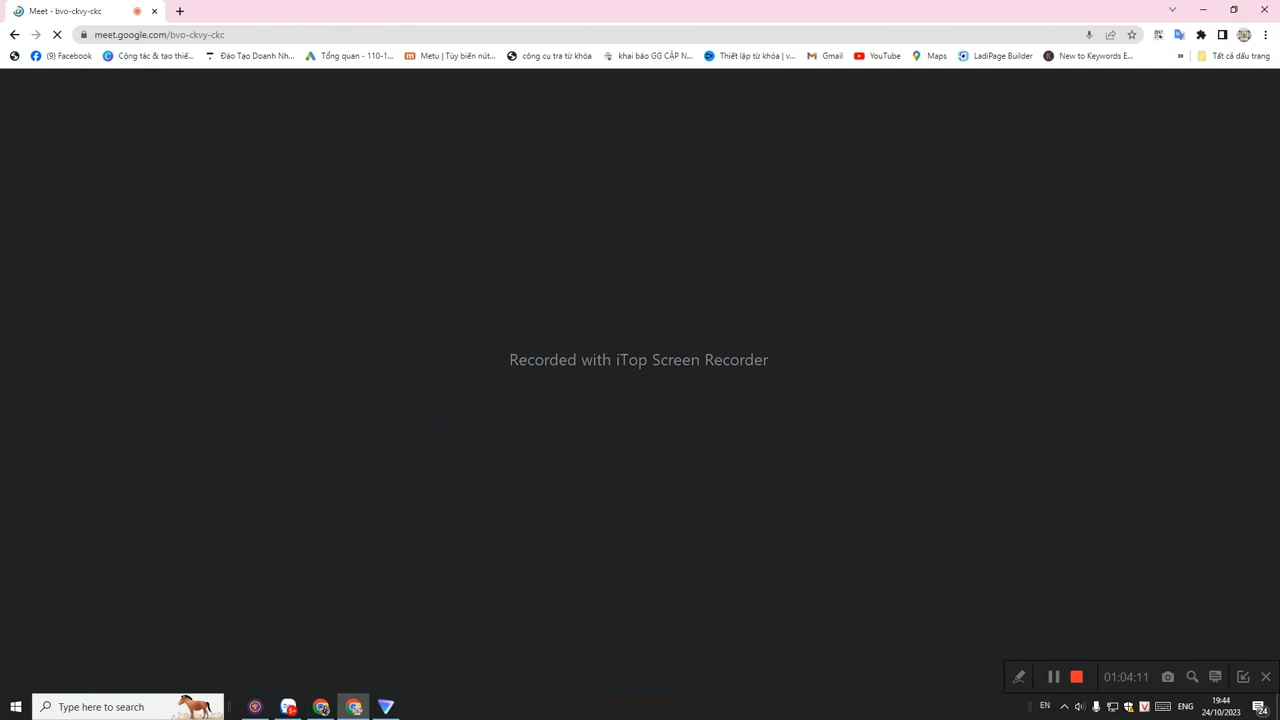 Meet - bvo-ckvy-ckc
meet.google.com/bvo-ckvy-ckc
(9) Facebook
Cộng tác & tạo thiế...
Đào Tạo Doanh Nh...
Tổng quan - 110-1...
Metu | Tùy biến nút...
công cụ tra từ khóa
khai báo GG CẬP N...
Thiết lập từ khóa | v...
Gmail
YouTube
Maps
LadiPage Builder
New to Keywords E...
»
Tất cả dấu trang
Recorded with iTop Screen Recorder
01:04:11
Type here to search
EN
V
ENG
19:44
24/10/2023
24